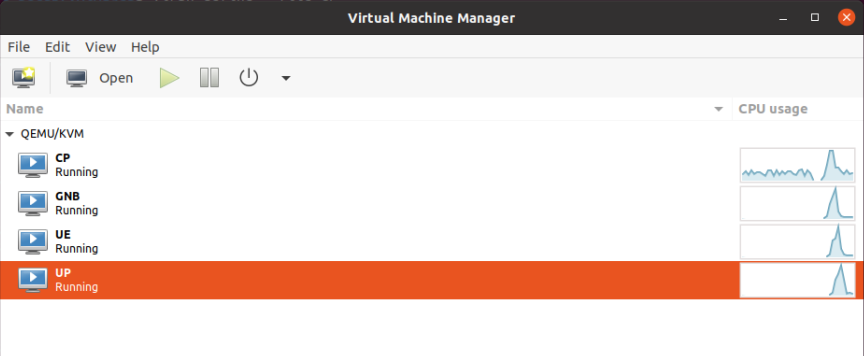 Virtual Machine Manager
File Edit View Help
Open
Name CPU usage
QEMU/KVM
CP
Running
GNB
Running
UE
Running
UP
Running